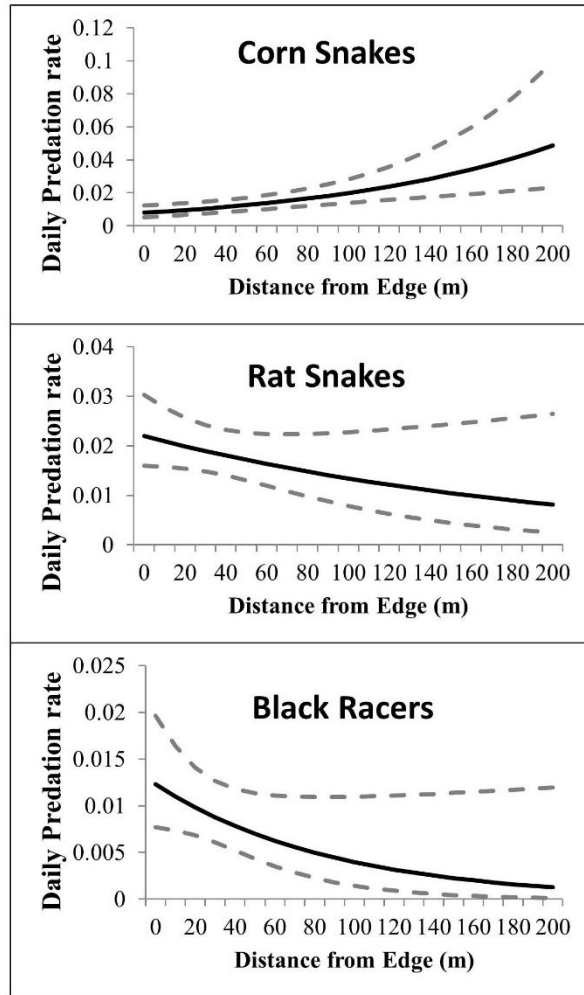 Corn Snakes
Daily Predation rate
0.12
0.1
0.08
0.06
0.04
0.02
0
0 20 40 60 80 100 120 140 160 180 200
Distance from Edge (m)
Rat Snakes
Daily Predation rate
0.04
0.03
0.02
0.01
0
0 20 40 60 80 100 120 140 160 180 200
Distance from Edge (m)
Black Racers
Daily Predation rate
0.025
0.02
0.015
0.01
0.005
0
0 20 40 60 80 100 120 140 160 180 200
Distance from Edge (m)